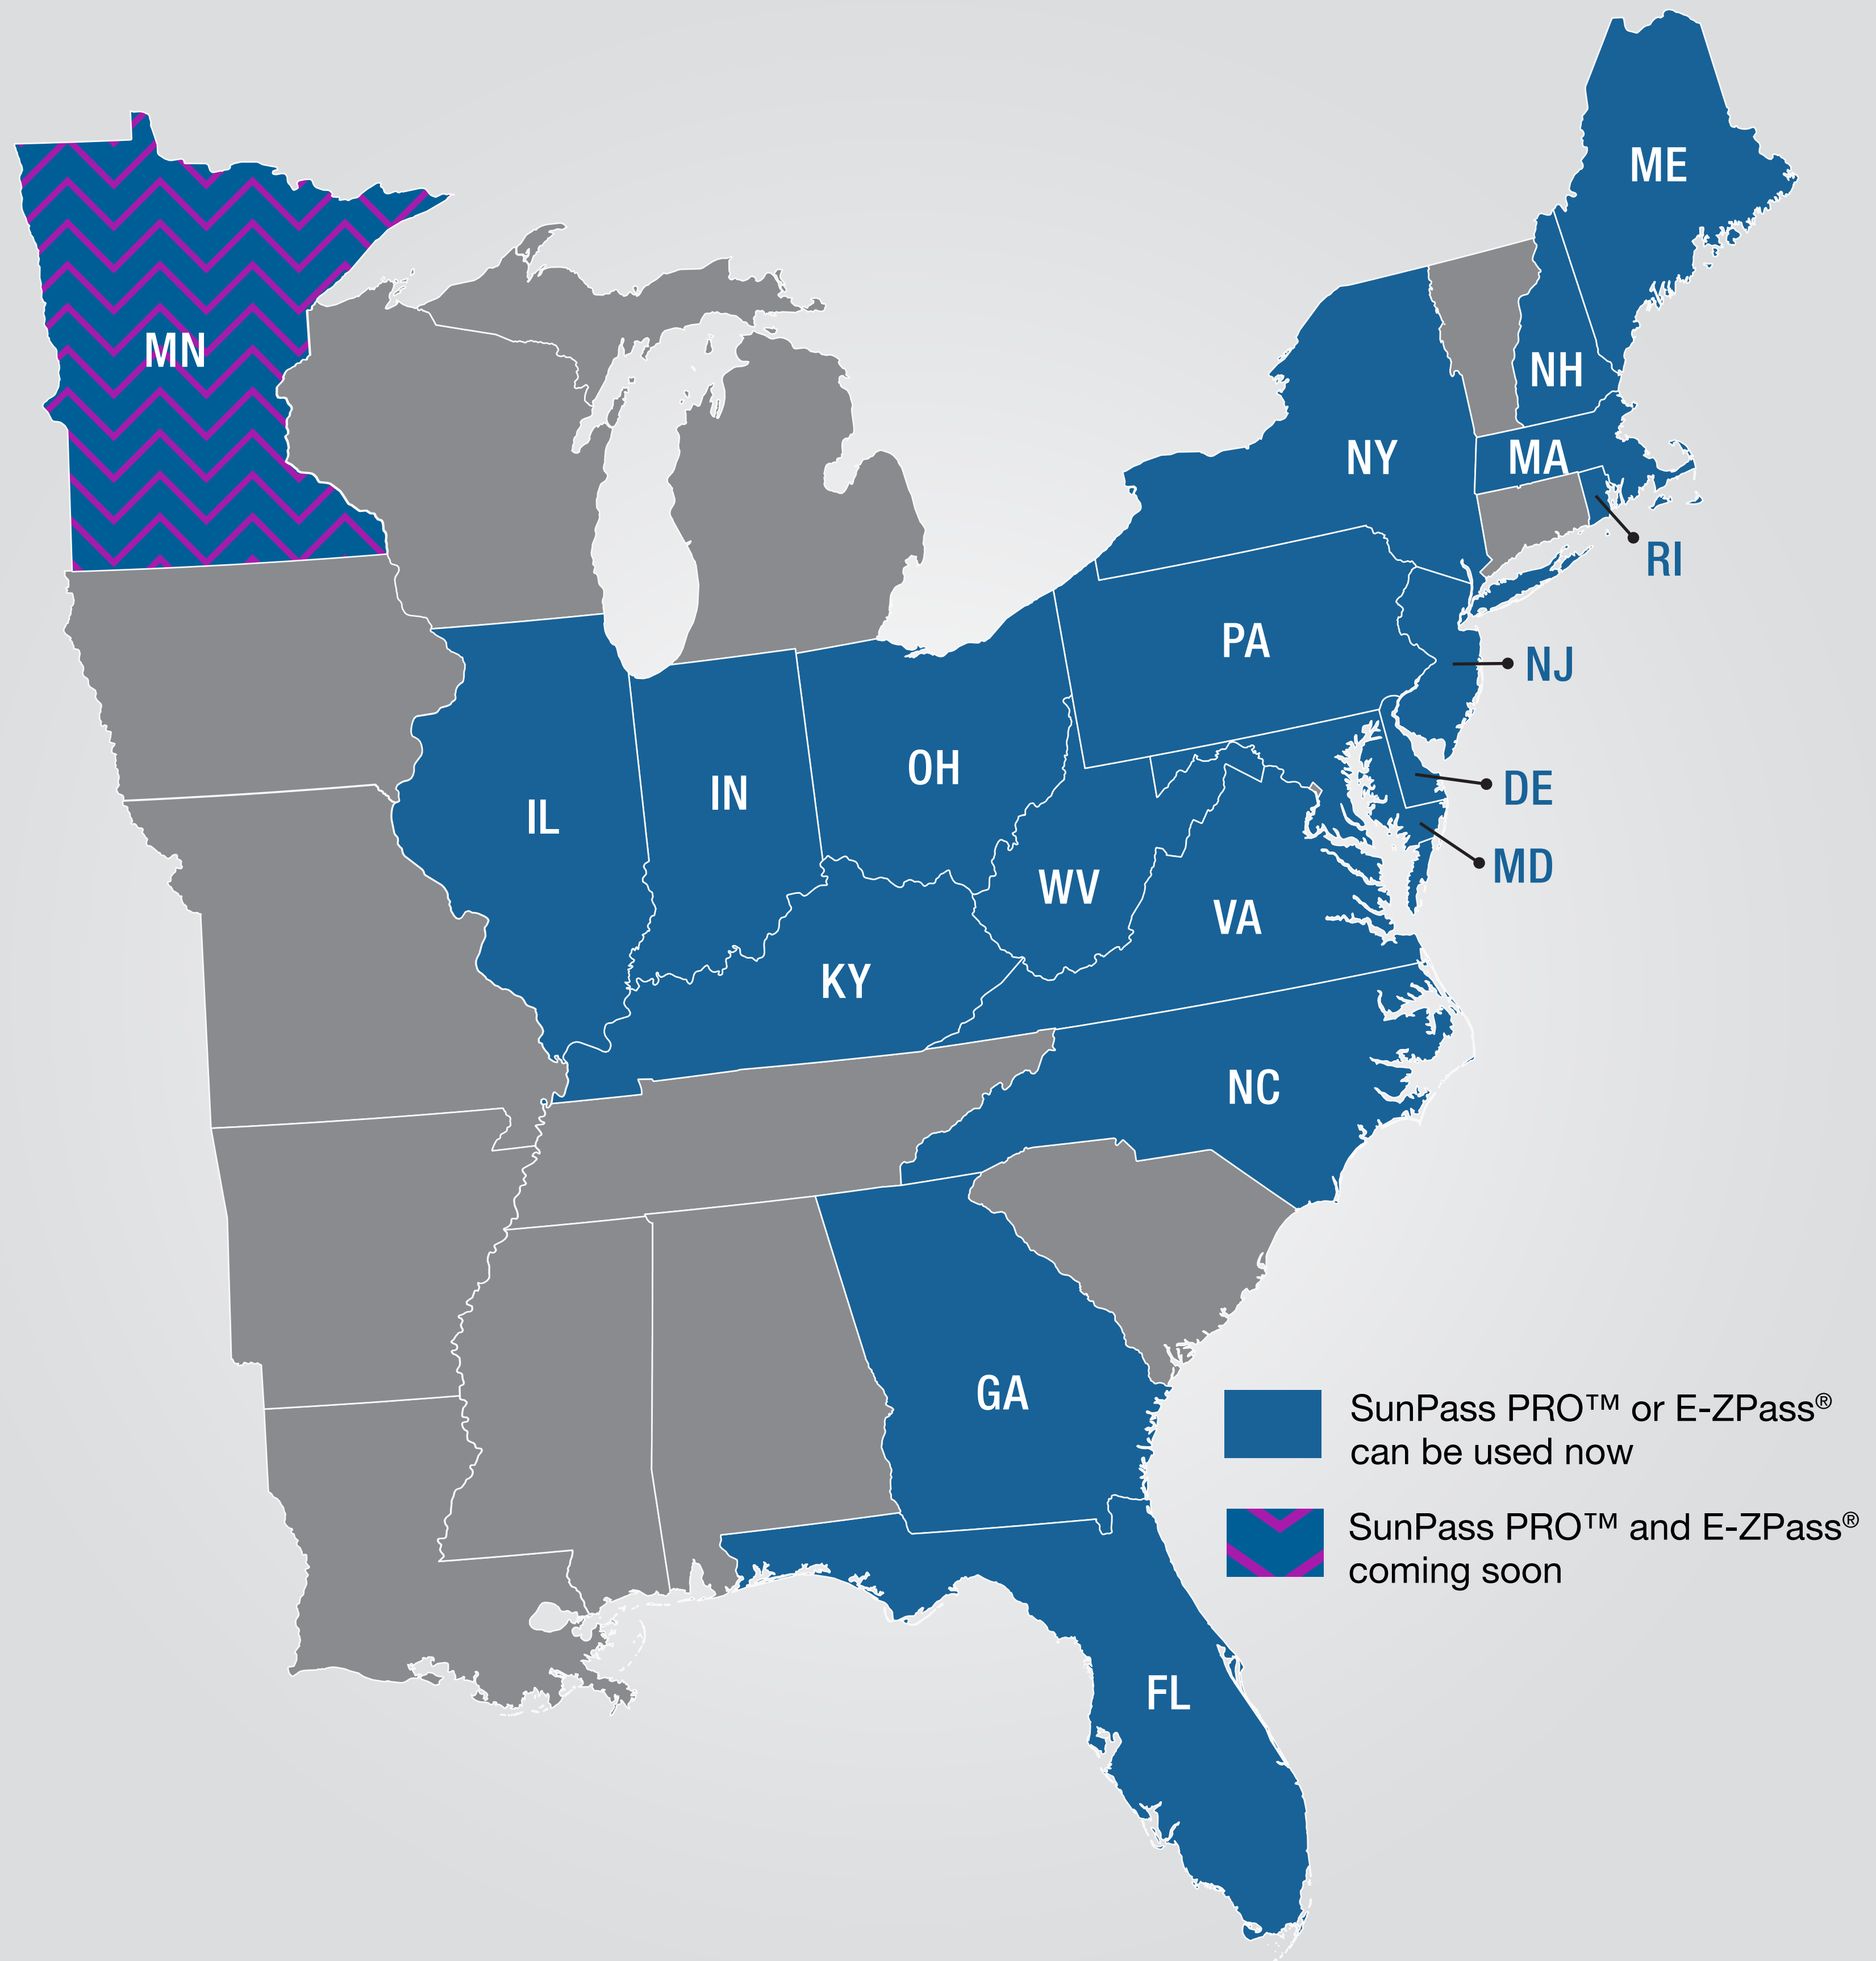 ME
MN
NH
NY
MA
RI
PA
NJ
OH
IN
DE
IL
MD
WV
VA
KY
NC
GA
SunPass PRO™ or E-ZPass®
can be used now
SunPass PRO™ and E-ZPass®
coming soon
FL